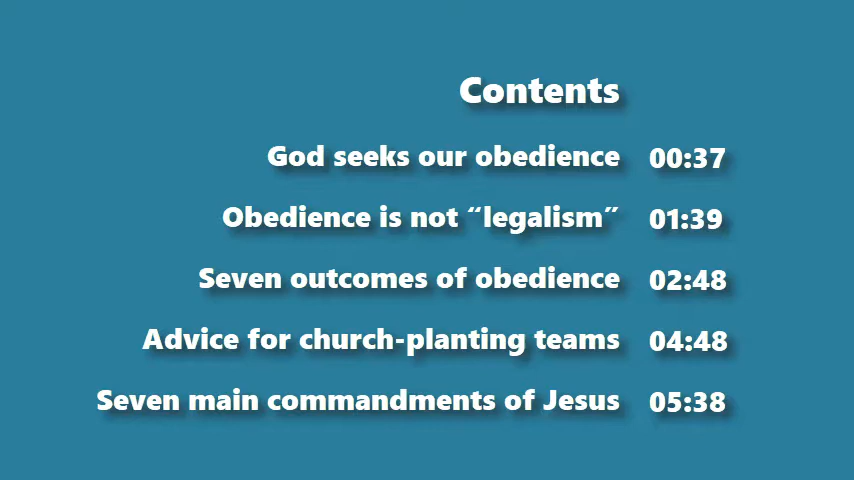 Contents
God seeks our obedience 00:37
Obedience is not “legalism” 01:39
Seven outcomes of obedience 02:48
Advice for church-planting teams 04:48
Seven main commandments of Jesus 05:38